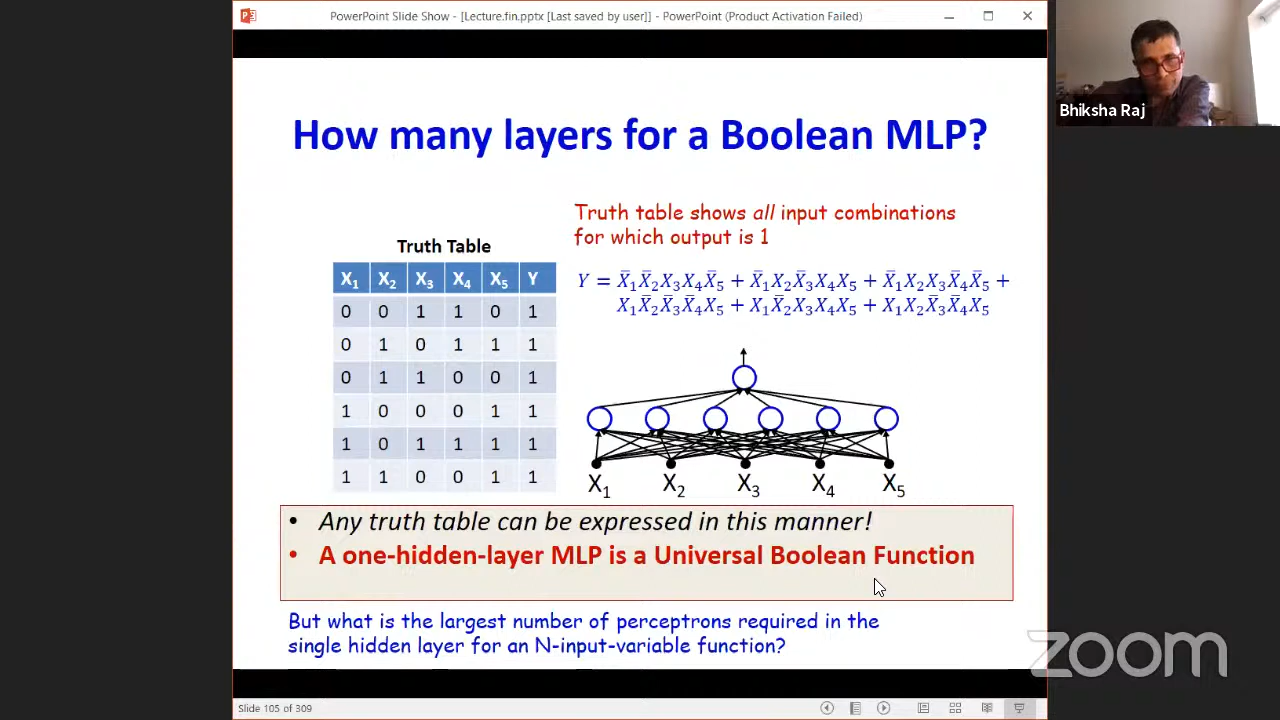 PowerPoint Slide Show - [Lecture.fin.pptx [Last saved by user]] - PowerPoint (Product Activation Failed)
Bhiksha Raj
How many layers for a Boolean MLP?
Truth table shows all input combinations
for which output is 1
Truth Table
X₁ X₂ X₃ X₄ X₅ Y
0 0 1 1 0 1
0 1 0 1 1 1
0 1 1 0 0 1
1 0 0 0 1 1
1 0 1 1 1 1
1 1 0 0 1 1
Y = X̄₁X̄₂X₃X₄X̄₅ + X̄₁X₂X̄₃X₄X₅ + X̄₁X₂X₃X̄₄X̄₅ +
X₁X̄₂X̄₃X̄₄X₅ + X₁X̄₂X₃X₄X₅ + X₁X₂X̄₃X̄₄X₅
X₁ X₂ X₃ X₄ X₅
• Any truth table can be expressed in this manner!
• A one-hidden-layer MLP is a Universal Boolean Function
But what is the largest number of perceptrons required in the
single hidden layer for an N-input-variable function?
zoom
Slide 105 of 309